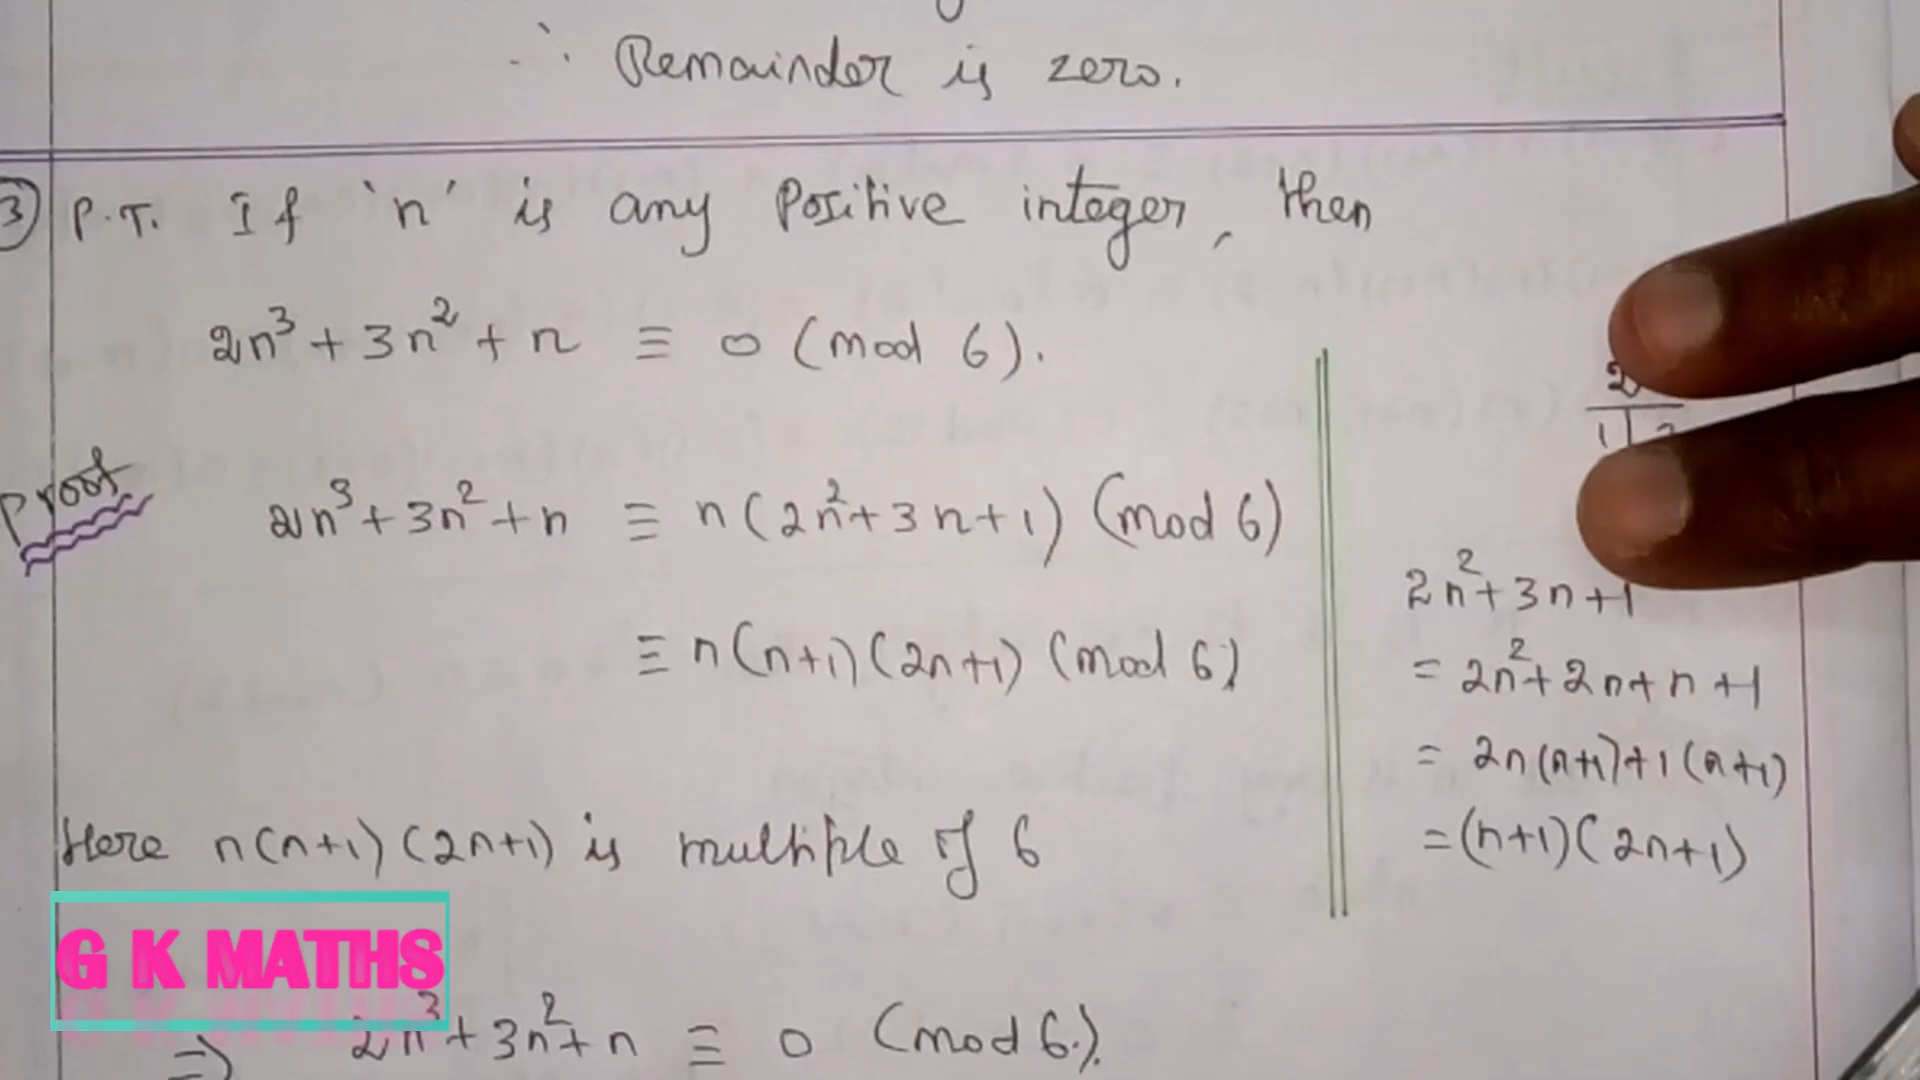 ∴ Remainder is zero.
3) P.T. If 'n' is any positive integer, then
2n³ + 3n² + n ≡ 0 (mod 6).
Proof
2n³ + 3n² + n ≡ n(2n² + 3n + 1) (mod 6)
≡ n(n+1)(2n+1) (mod 6)
Here n(n+1)(2n+1) is multiple of 6
⇒ 2n³ + 3n² + n ≡ 0 (mod 6).
2
1
2n² + 3n + 1
= 2n² + 2n + n + 1
= 2n(n+1) + 1(n+1)
= (n+1)(2n+1)
G K MATHS